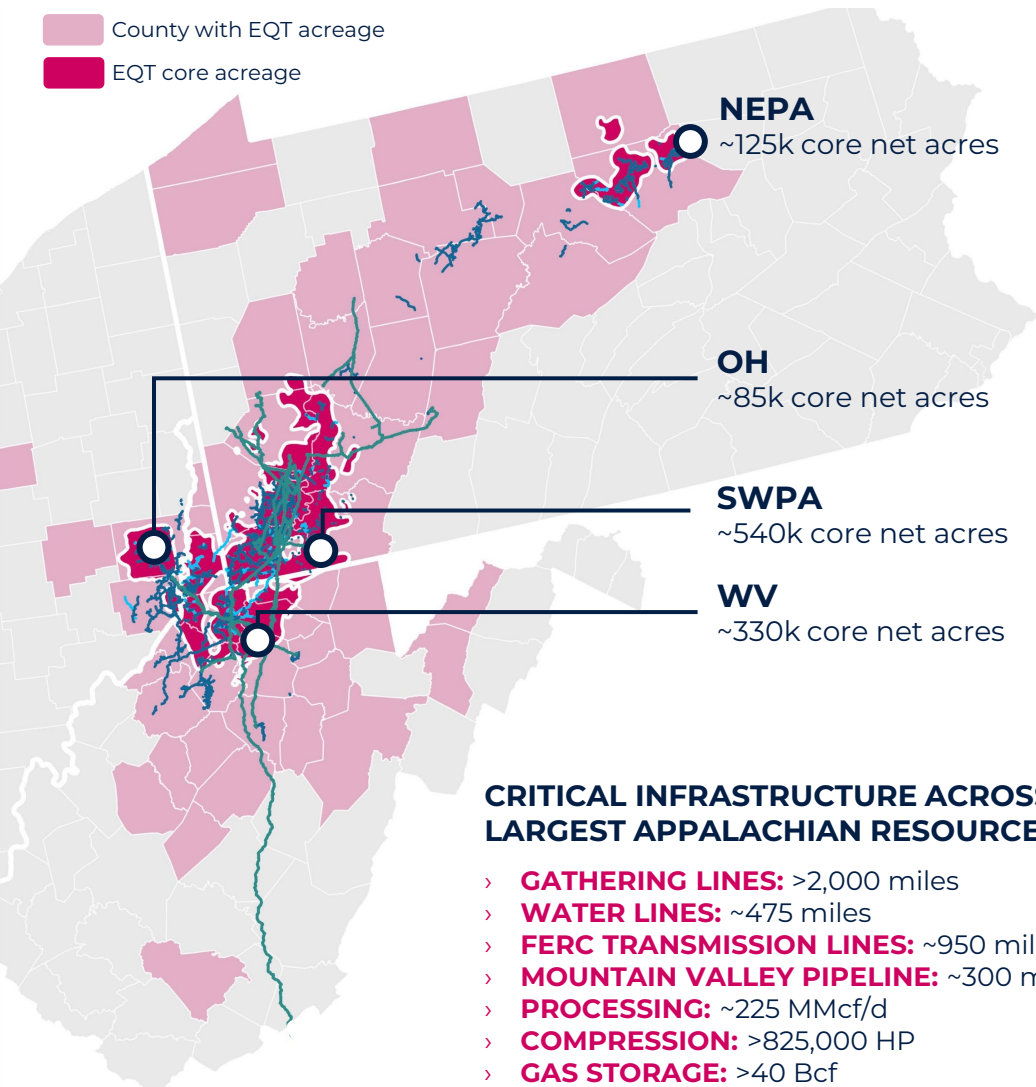 County with EQT acreage
EQT core acreage
NEPA
~125k core net acres
OH
~85k core net acres
SWPA
~540k core net acres
WV
~330k core net acres
CRITICAL INFRASTRUCTURE ACROSS
LARGEST APPALACHIAN RESOURCE
› GATHERING LINES: >2,000 miles
› WATER LINES: ~475 miles
› FERC TRANSMISSION LINES: ~950 mil
› MOUNTAIN VALLEY PIPELINE: ~300 m
› PROCESSING: ~225 MMcf/d
› COMPRESSION: >825,000 HP
› GAS STORAGE: >40 Bcf